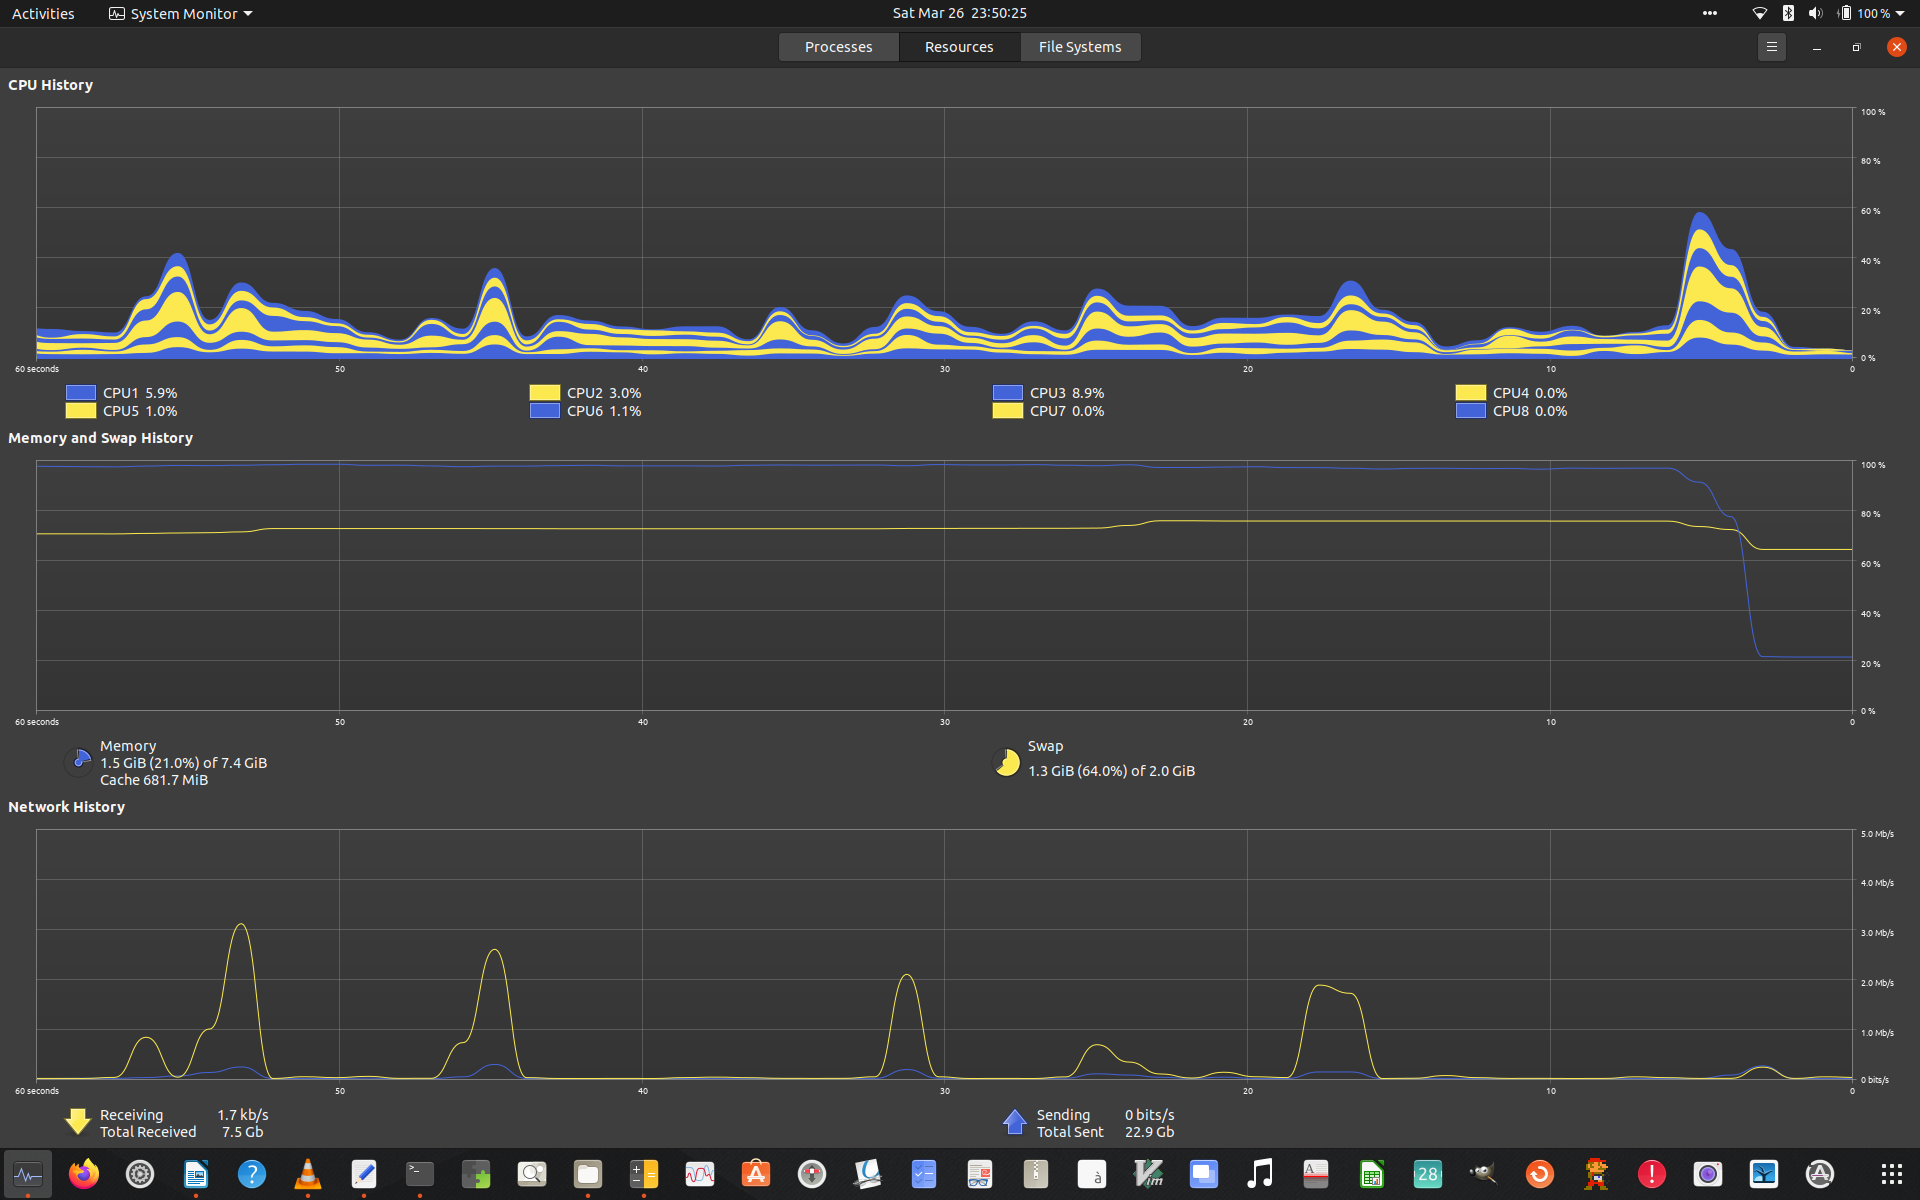 Activities System Monitor Sat Mar 26 23:50:25 100 %
Processes Resources File Systems
CPU History
100 %
80 %
60 %
40 %
20 %
0 %
60 seconds 50 40 30 20 10 0
CPU1 5.9% CPU2 3.0% CPU3 8.9% CPU4 0.0%
CPU5 1.0% CPU6 1.1% CPU7 0.0% CPU8 0.0%
Memory and Swap History
100 %
80 %
60 %
40 %
20 %
0 %
60 seconds 50 40 30 20 10 0
Memory Swap
1.5 GiB (21.0%) of 7.4 GiB 1.3 GiB (64.0%) of 2.0 GiB
Cache 681.7 MiB
Network History
5.0 Mb/s
4.0 Mb/s
3.0 Mb/s
2.0 Mb/s
1.0 Mb/s
0 bits/s
60 seconds 50 40 30 20 10 0
Receiving 1.7 kb/s Sending 0 bits/s
Total Received 7.5 Gb Total Sent 22.9 Gb
? >_ A à Vim A 28 ! A